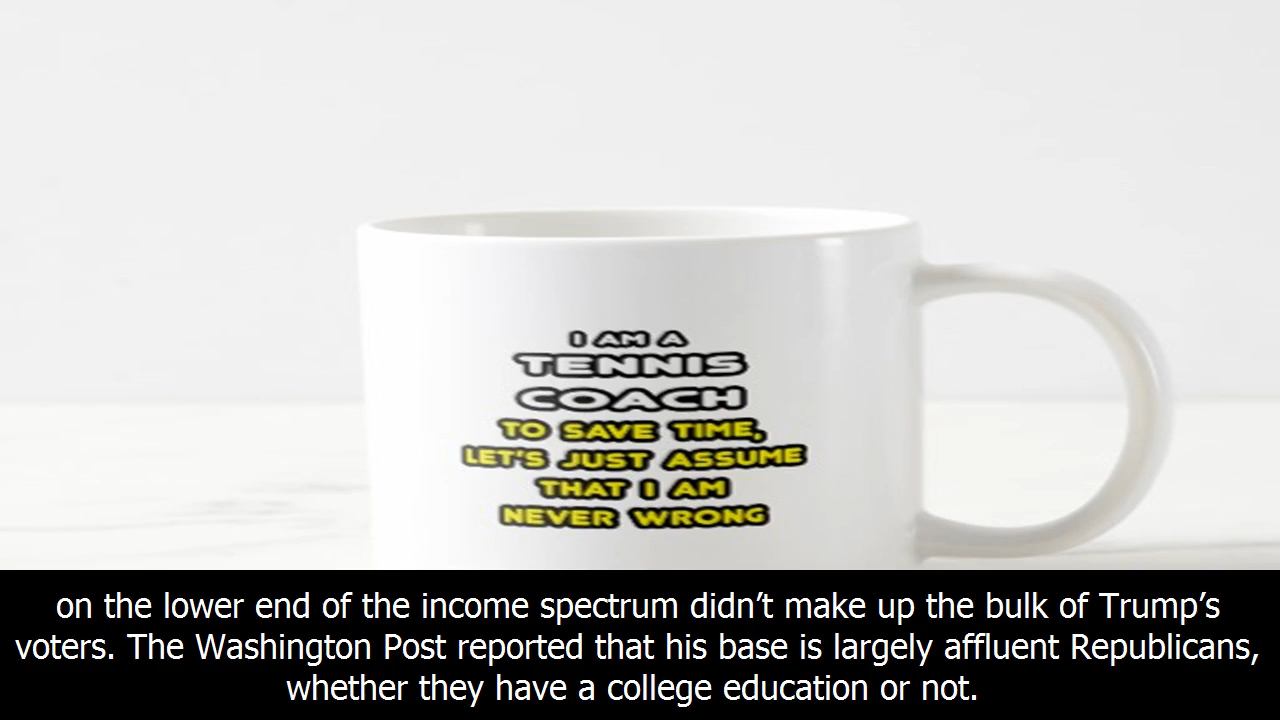 I AM A
TENNIS
COACH
TO SAVE TIME,
LET'S JUST ASSUME
THAT I AM
NEVER WRONG
on the lower end of the income spectrum didn’t make up the bulk of Trump’s
voters. The Washington Post reported that his base is largely affluent Republicans,
whether they have a college education or not.